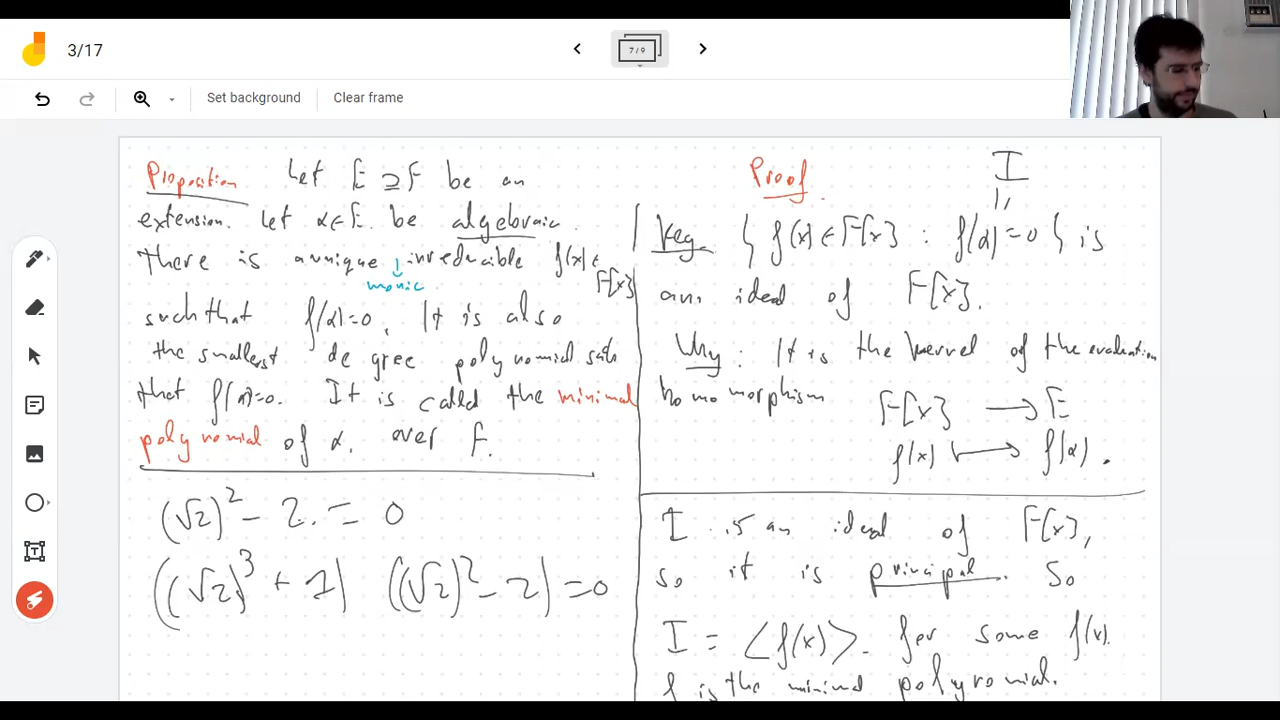 3/17
7/9
Set background
Clear frame
Proposition Let E ⊇ F be an
extension. Let α∈E. be algebraic.
There is a unique irreducible f(x)∈
monic
F[x]
such that f(α)=0. It is also
the smallest degree polynomial such
that f(α)=0. It is called the minimal
polynomial of α. over F.
(√2)² - 2. = 0
((√2)³ + 1) ((√2)² - 2) = 0
Proof
I
Key { f(x)∈F[x] : f(α)=0 } is
an ideal of F[x].
Why: It is the kernel of the evaluation
homomorphism F[x] → E
f(x) ↦ f(α).
I is an ideal of F[x],
so it is principal. So
I = ⟨f(x)⟩. for some f(x).
f is the minimal polynomial.